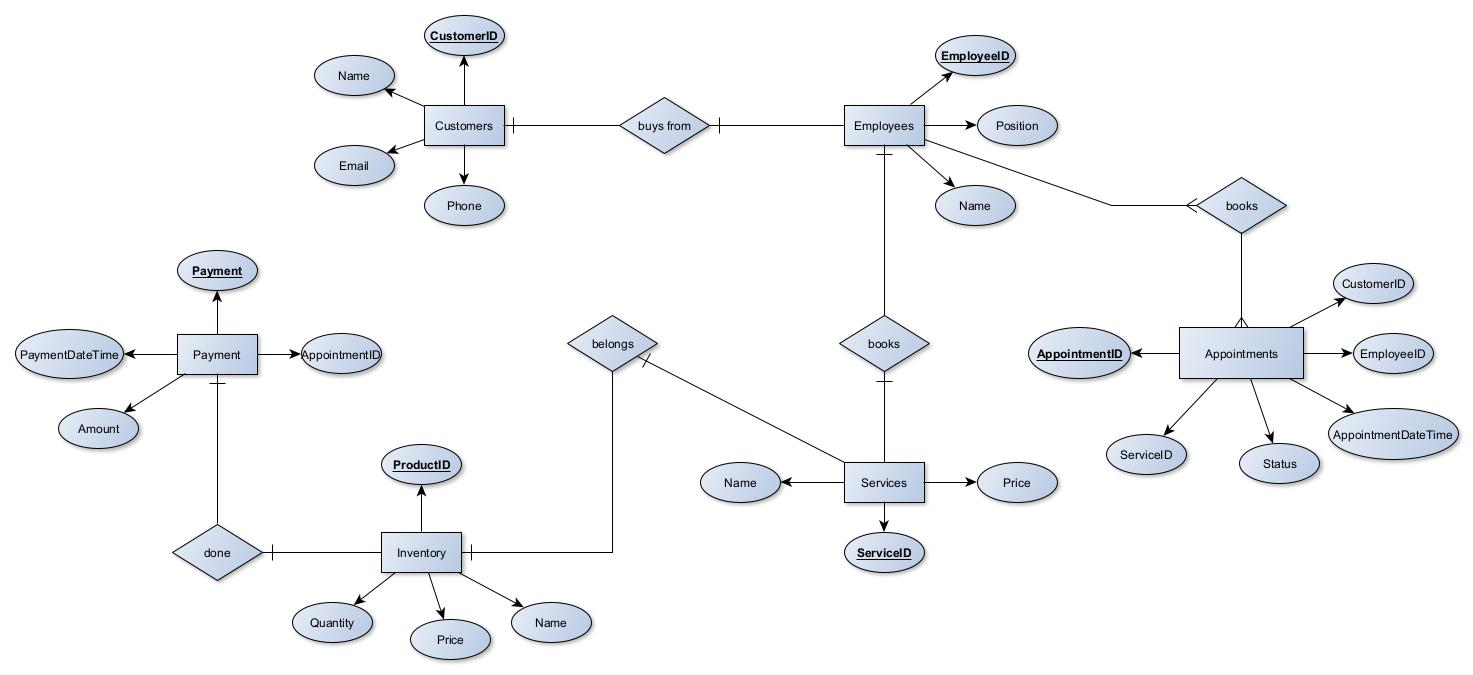 CustomerID
Name
EmployeeID
Customers
buys from
Employees
Position
Email
Phone
Name
books
Payment
CustomerID
PaymentDateTime
Payment
AppointmentID
belongs
books
AppointmentID
Appointments
EmployeeID
Amount
AppointmentDateTime
ServiceID
Status
ProductID
Name
Services
Price
done
Inventory
ServiceID
Quantity
Price
Name